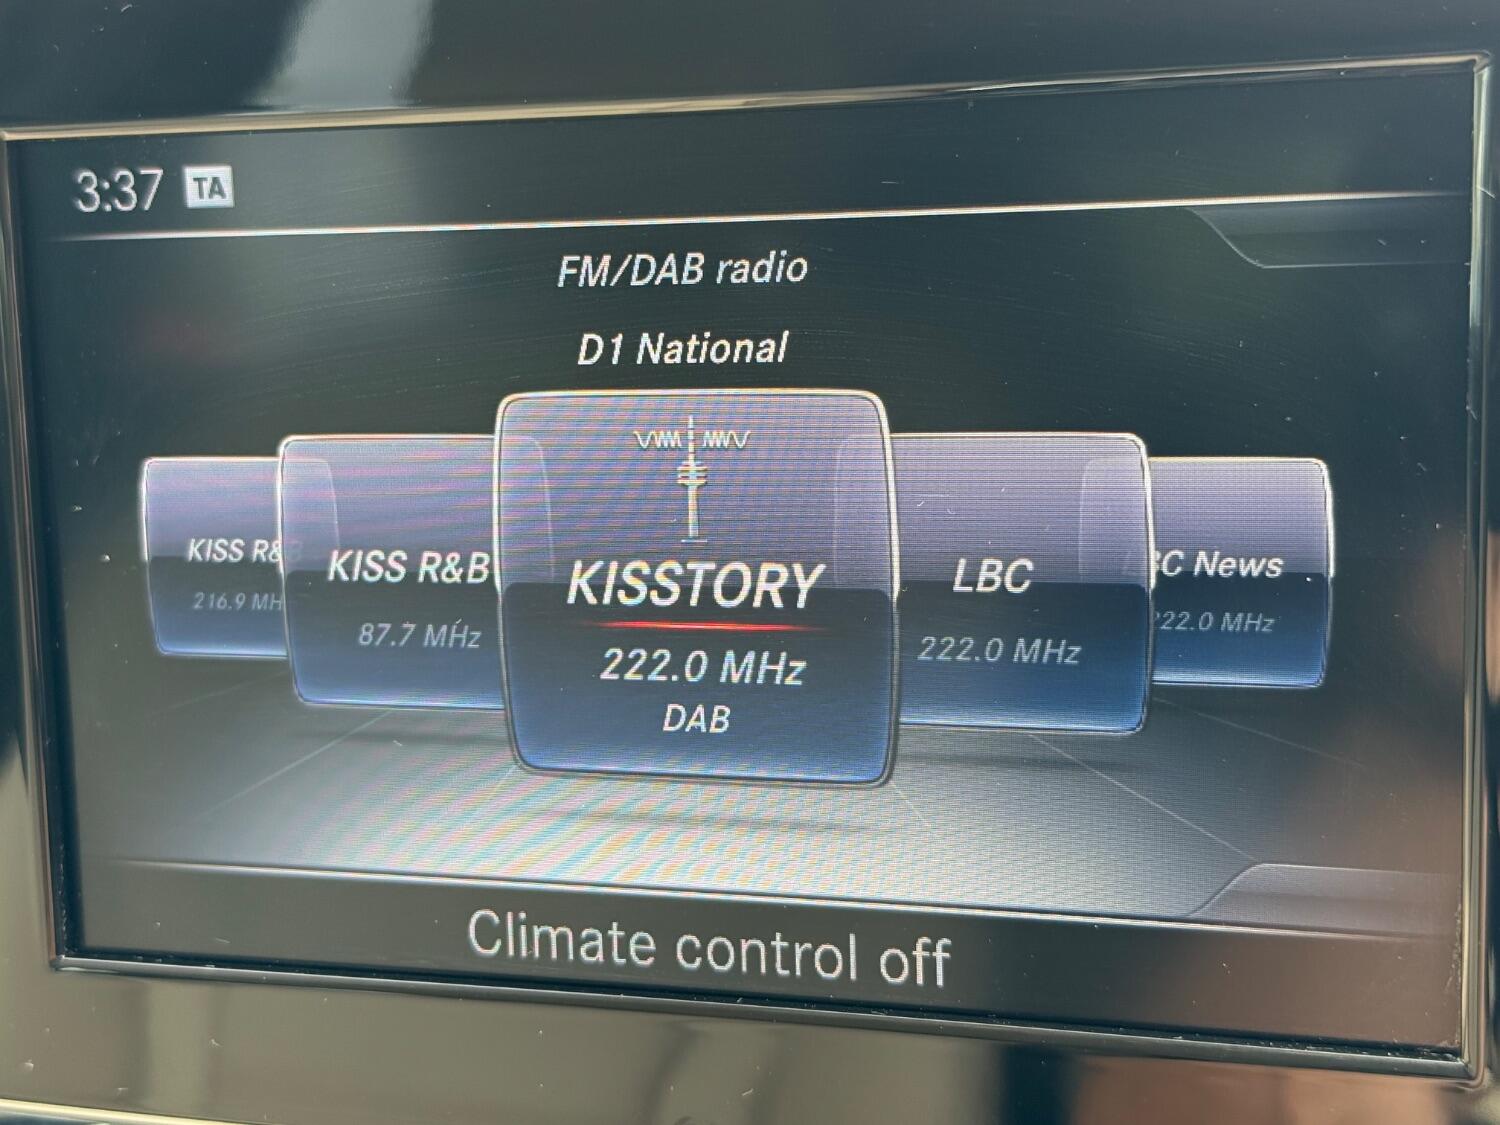 3:37 TA
FM/DAB radio
D1 National
KISS R&
216.9 MH
KISS R&B
87.7 MHz
KISSTORY
222.0 MHz
DAB
LBC
222.0 MHz
C News
22.0 MHz
Climate control off